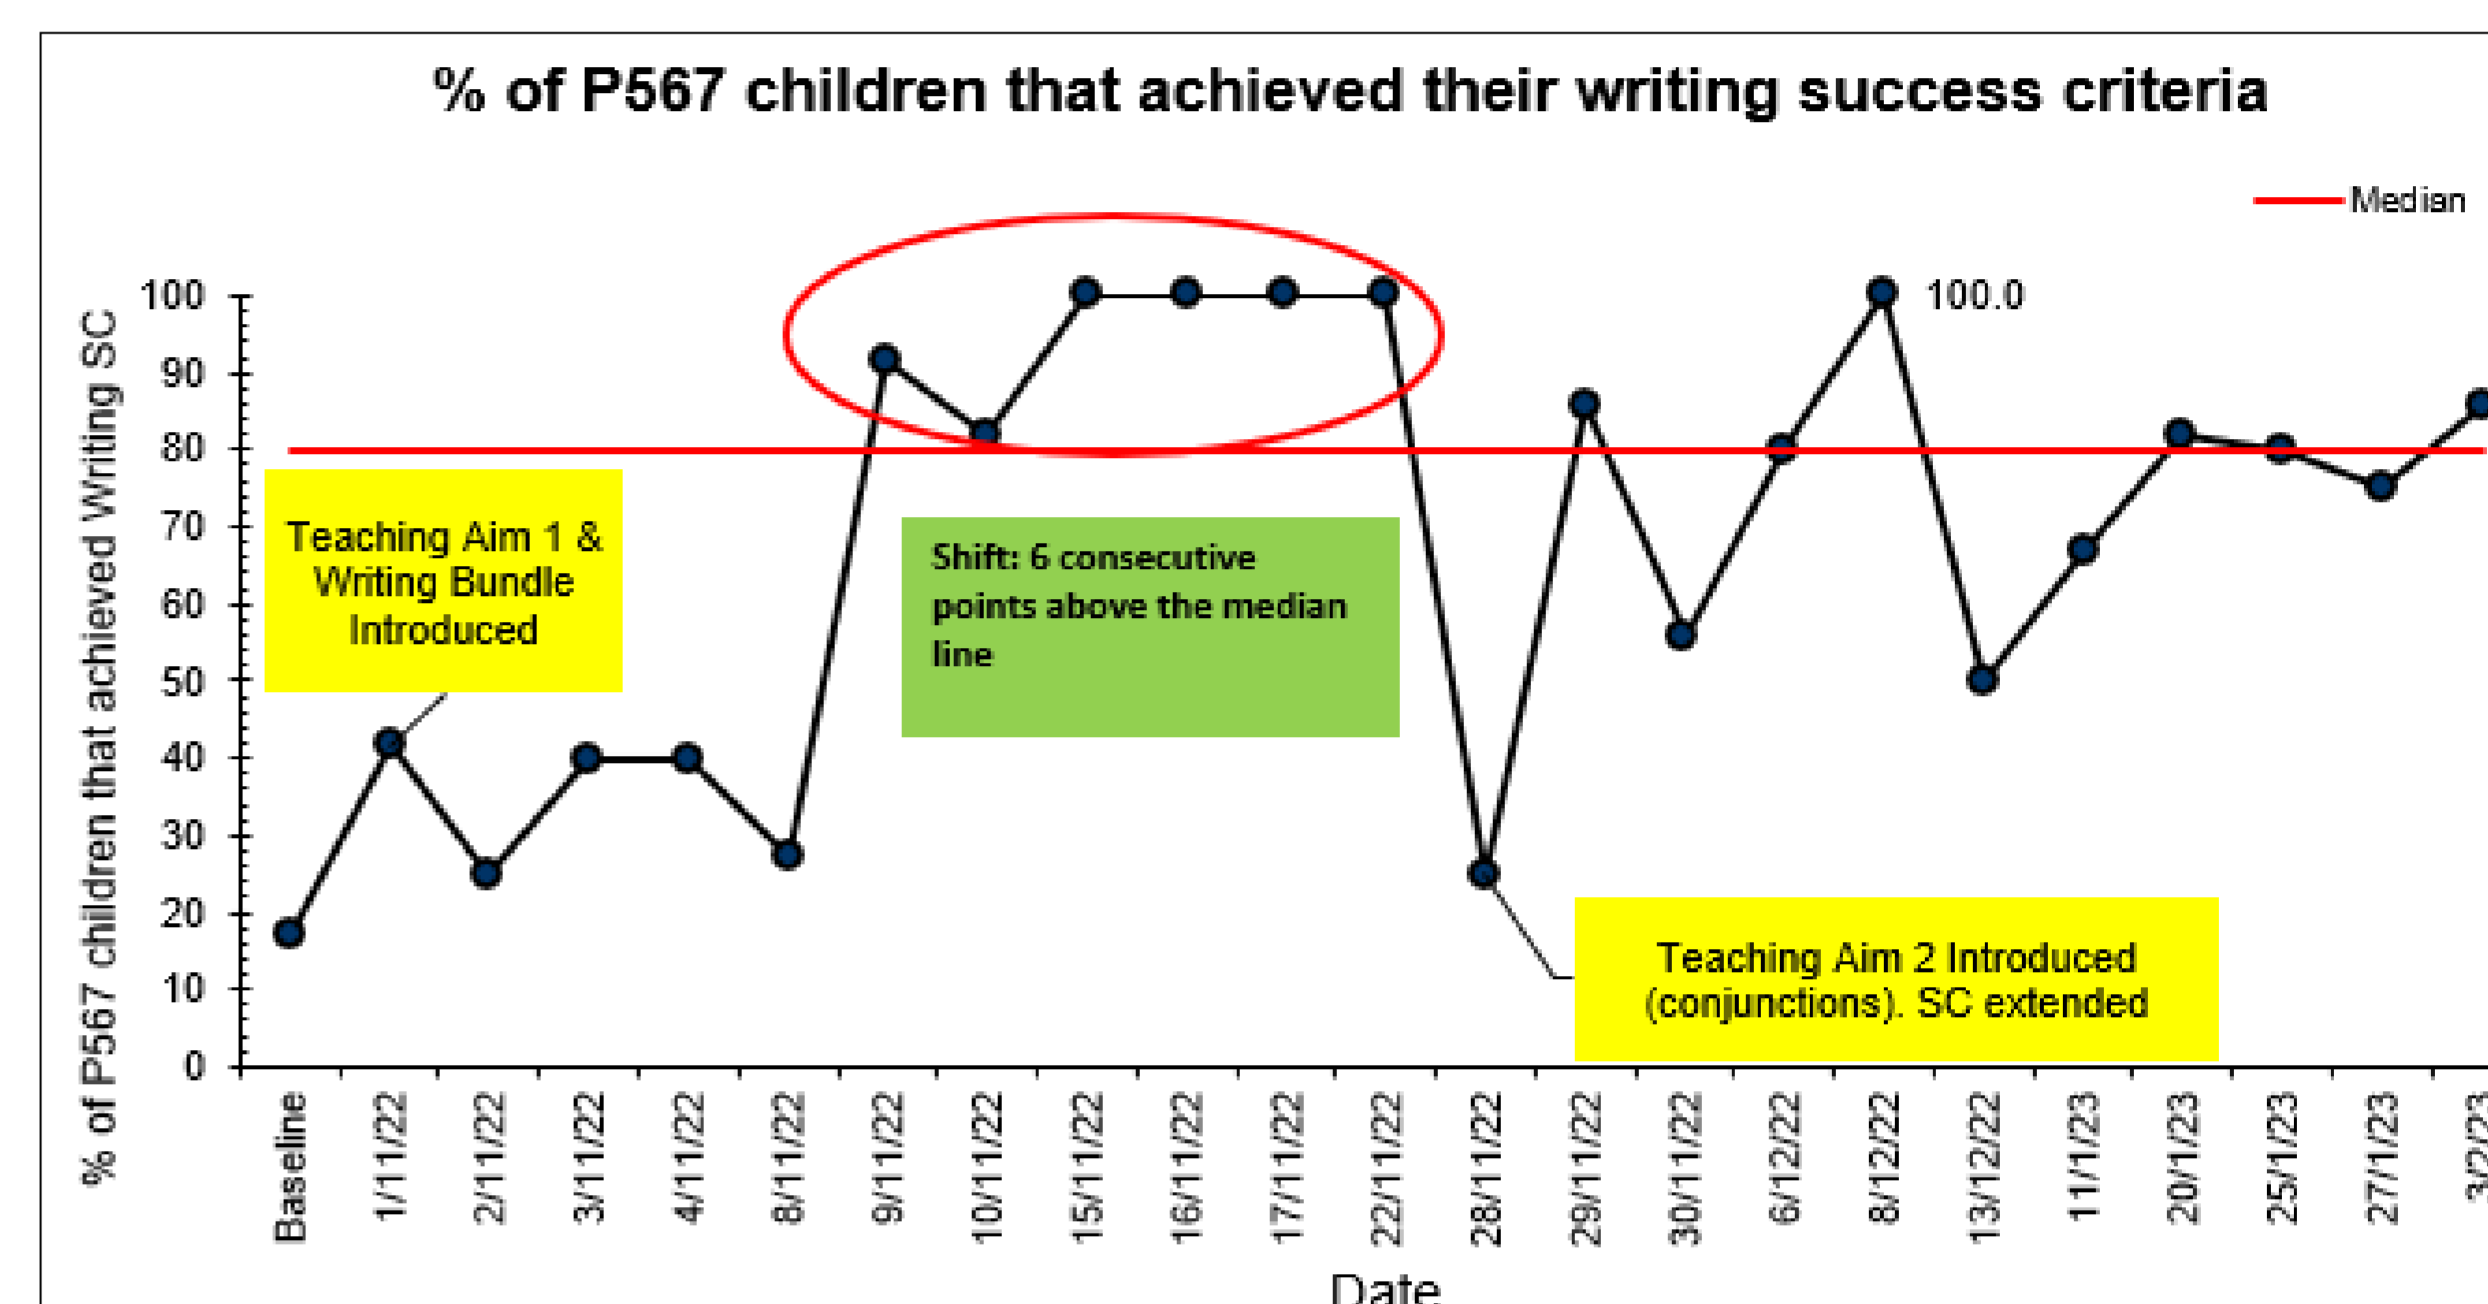 % of P567 children that achieved their writing success criteria
Median
% of P567 children that achieved Writing SC
100
90
80
70
60
50
40
30
20
10
0
100.0
Teaching Aim 1 &
Writing Bundle
Introduced
Shift: 6 consecutive
points above the median
line
Teaching Aim 2 Introduced
(conjunctions). SC extended
Baseline
1/11/22
2/11/22
3/11/22
4/11/22
8/11/22
9/11/22
10/11/22
15/11/22
16/11/22
17/11/22
22/11/22
28/11/22
29/11/22
30/11/22
6/12/22
8/12/22
13/12/22
11/1/23
20/1/23
25/1/23
27/1/23
3/2/23
Date